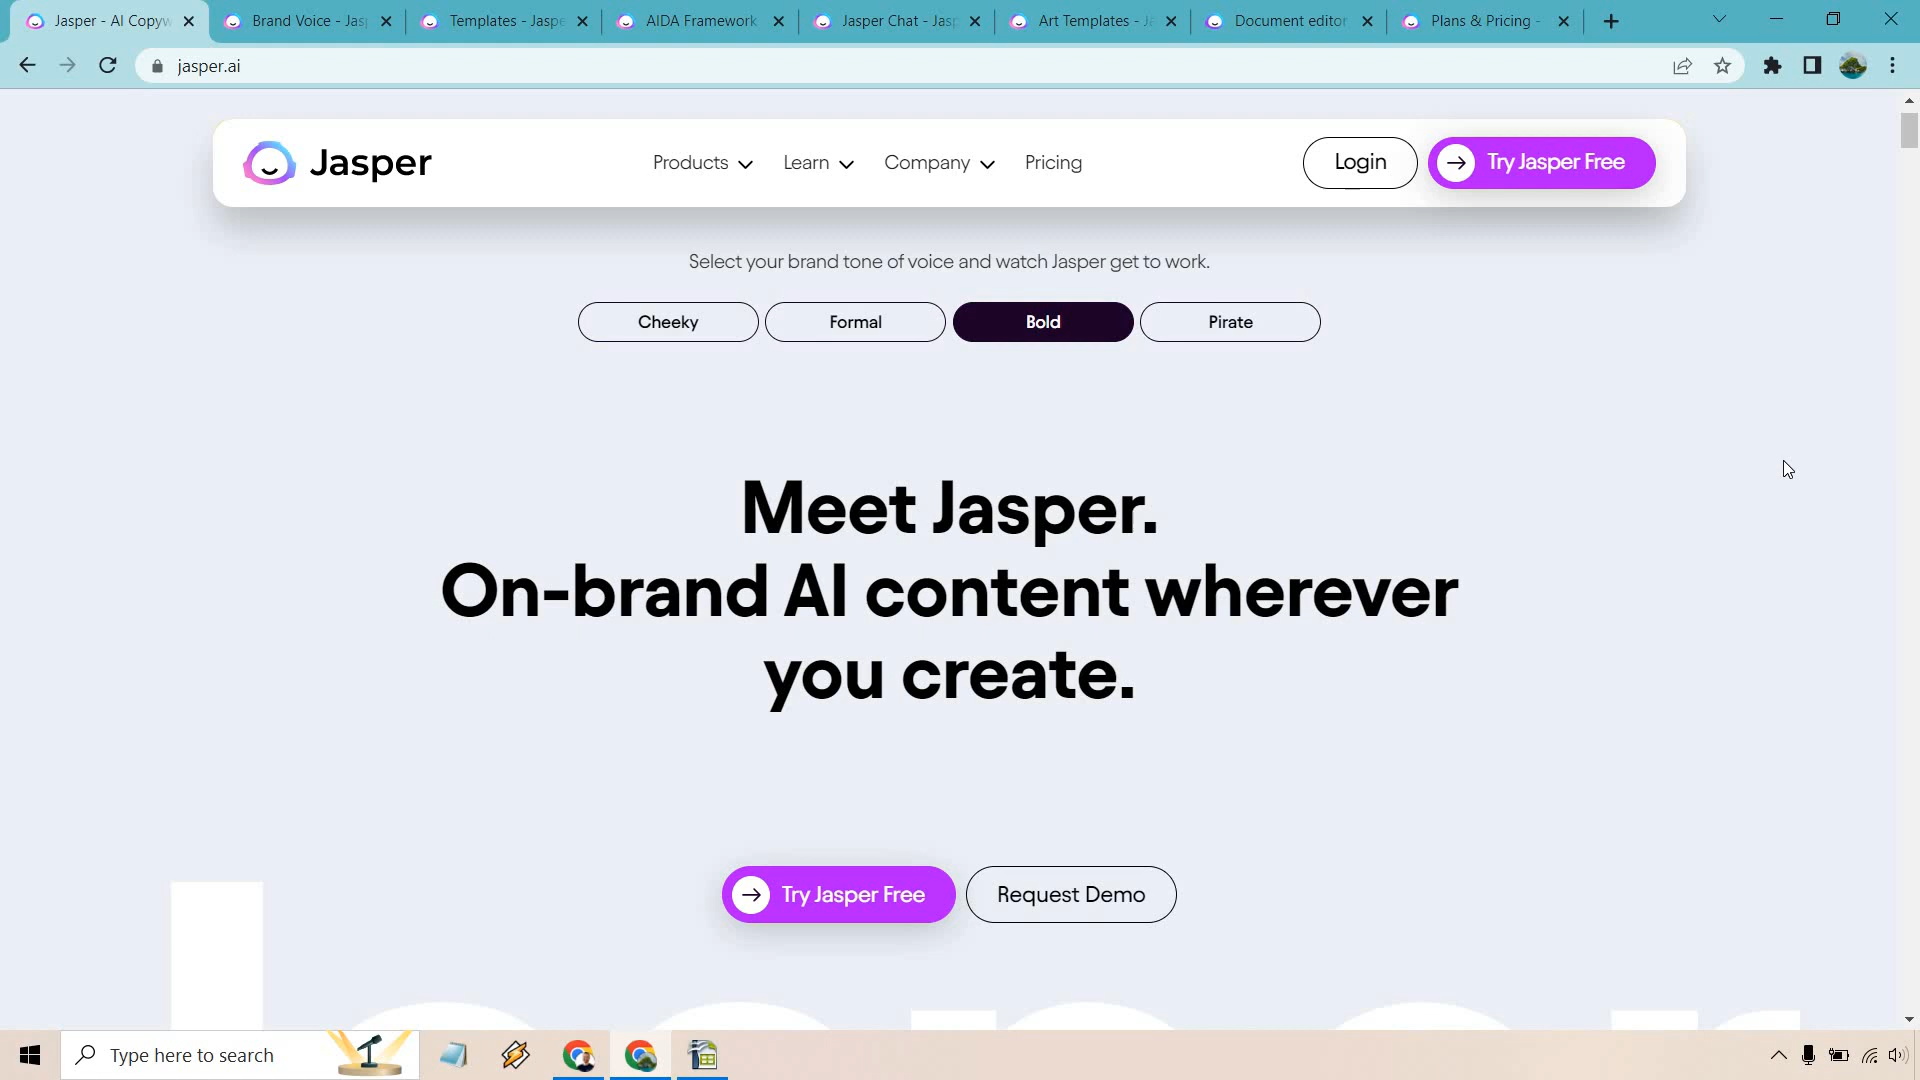 Jasper - AI Copyw
Brand Voice - Jas
Templates - Jaspe
AIDA Framework
Jasper Chat - Jasp
Art Templates - Ja
Document editor
Plans & Pricing -
jasper.ai
Jasper
Products
Learn
Company
Pricing
Login
Try Jasper Free
Select your brand tone of voice and watch Jasper get to work.
Cheeky
Formal
Bold
Pirate
Meet Jasper.
On-brand AI content wherever
you create.
Try Jasper Free
Request Demo
Type here to search